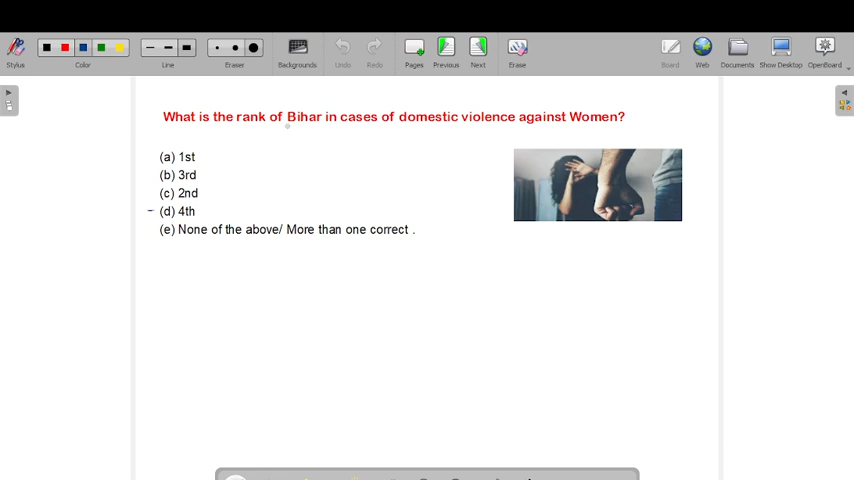 Stylus Color Line Eraser Backgrounds Undo Redo Pages Previous Next Erase Board Web Documents Show Desktop OpenBoard
What is the rank of Bihar in cases of domestic violence against Women?
(a) 1st
(b) 3rd
(c) 2nd
(d) 4th
(e) None of the above/ More than one correct .